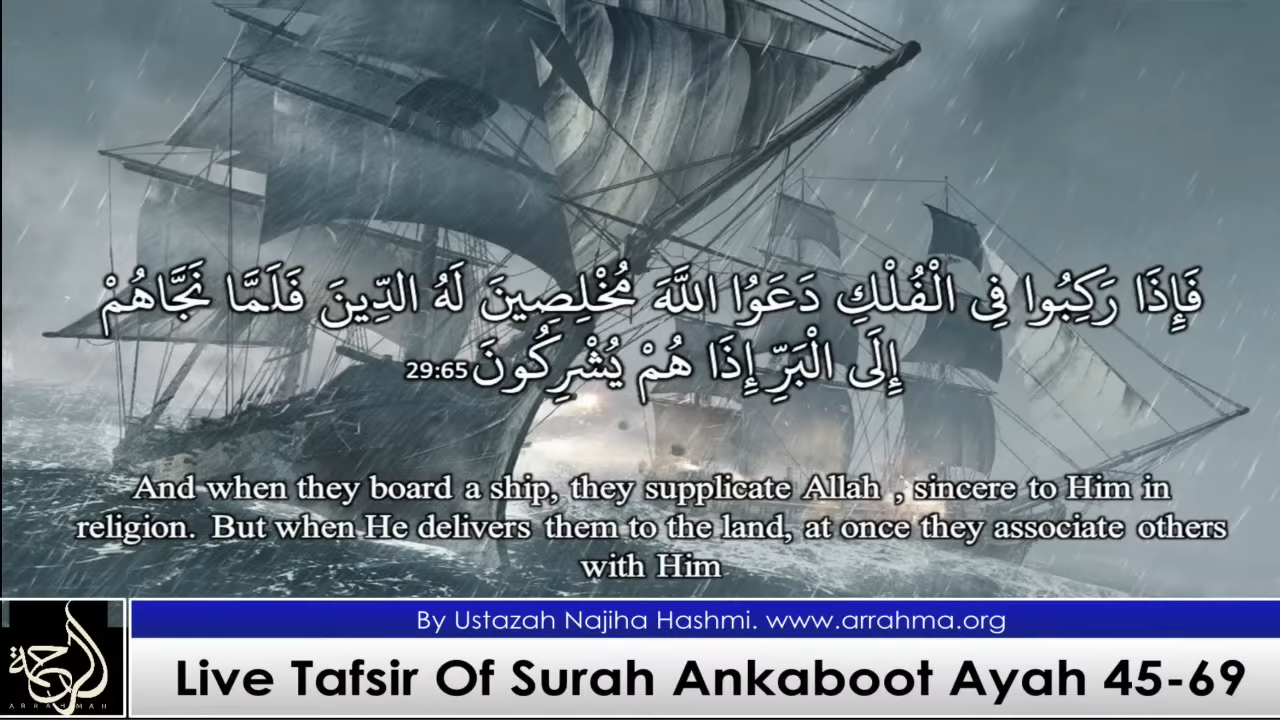 فَإِذَا رَكِبُوا فِى الْفُلْكِ دَعَوُا اللَّهَ مُخْلِصِينَ لَهُ الدِّينَ فَلَمَّا نَجَّاهُمْ
إِلَى الْبَرِّ إِذَا هُمْ يُشْرِكُونَ 29:65
And when they board a ship, they supplicate Allah , sincere to Him in
religion. But when He delivers them to the land, at once they associate others
with Him
By Ustazah Najiha Hashmi. www.arrahma.org
الرحمة
ARRAHMAH
Live Tafsir Of Surah Ankaboot Ayah 45-69